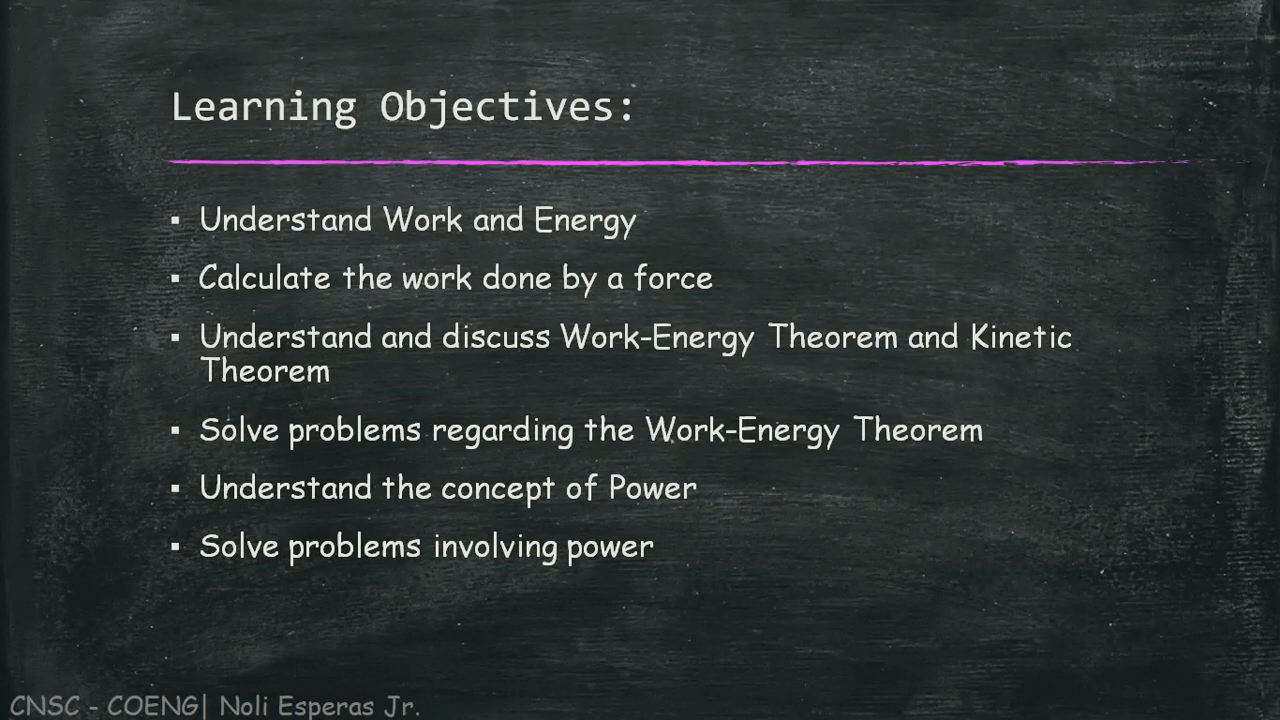 Learning Objectives:
▪ Understand Work and Energy
▪ Calculate the work done by a force
▪ Understand and discuss Work-Energy Theorem and Kinetic
Theorem
▪ Solve problems regarding the Work-Energy Theorem
▪ Understand the concept of Power
▪ Solve problems involving power
CNSC - COENG| Noli Esperas Jr.